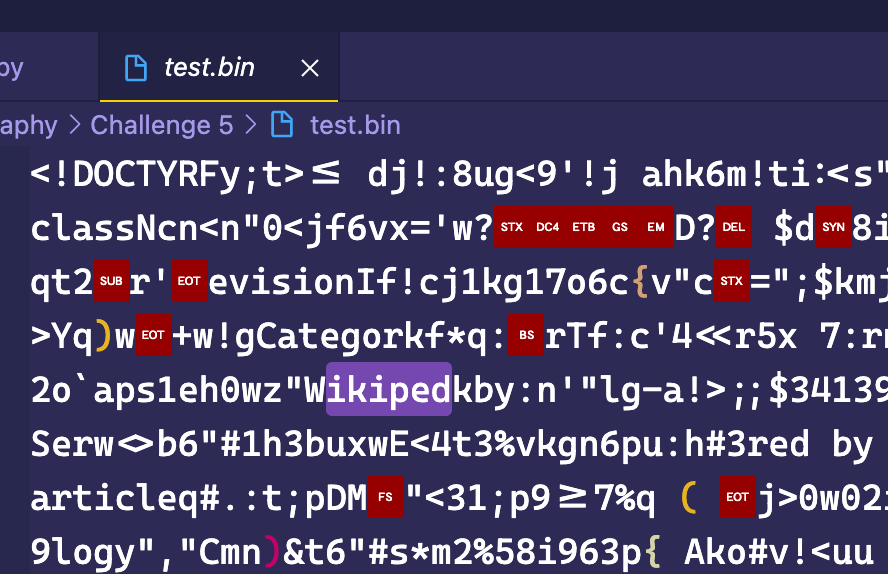 py test.bin ×
aphy > Challenge 5 > test.bin
<!DOCTYRFy;t>≤ dj!:8ug<9'!j ahk6m!ti:<s"
classNcn<n"0<jf6vx='w?STX DC4 ETB GS EM D?DEL $dSYN8i
qt2SUBr'EOTevisionIf!cj1kg17o6c{v"cSTX=";$kmj
>Yq)wEOT+w!gCategorkf*q:BSrTf:c'4<<r5x 7:rm
2o`aps1eh0wz"Wikipedkby:n'"lg-a!>;;$34139
Serw<>b6"#1h3buxwE<4t3%vkgn6pu:h#3red by
articleq#.:t;pDMFS"<31;p9>=7%q ( EOTj>0w02i
9logy","Cmn)&t6"#s*m2%58i963p{ Ako#v!<uu